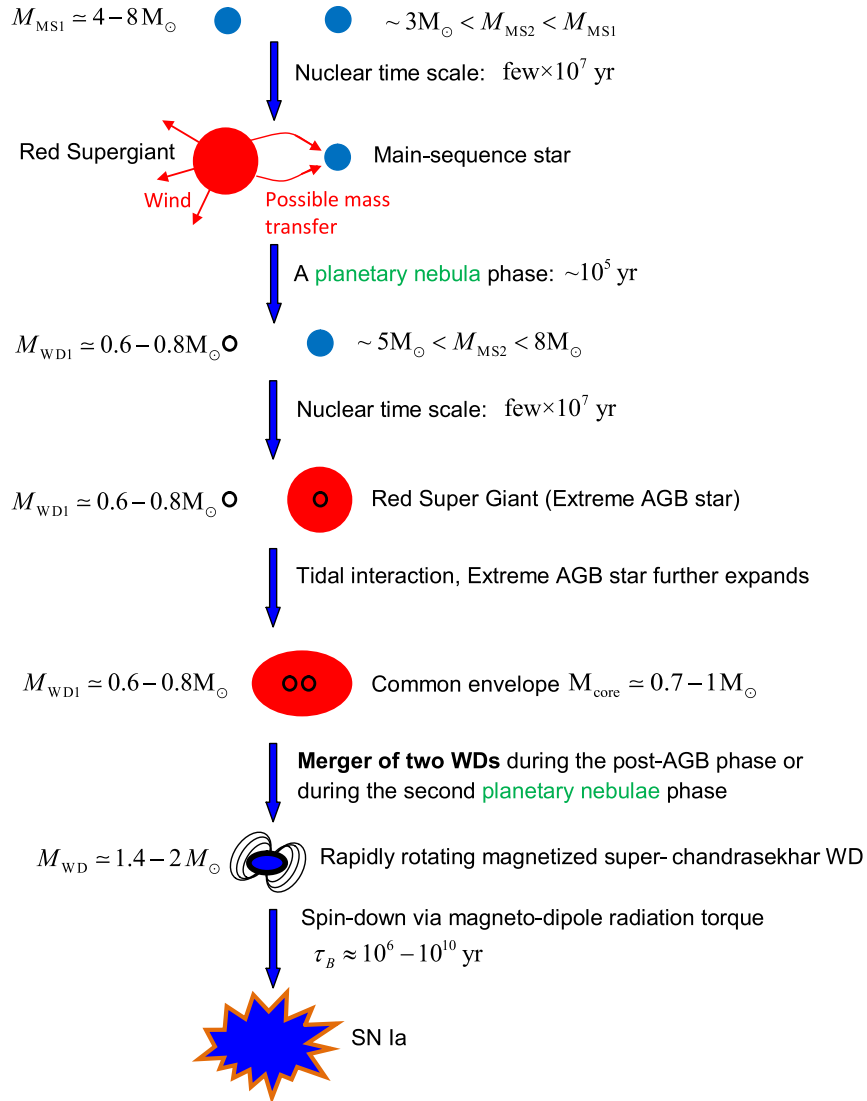 M_MS1 ≃ 4 – 8 M_⊙
~ 3M_⊙ < M_MS2 < M_MS1
Nuclear time scale: few×10^7 yr
Red Supergiant
Main-sequence star
Wind
Possible mass
transfer
A planetary nebula phase: ~10^5 yr
M_WD1 ≃ 0.6 – 0.8M_⊙
~ 5M_⊙ < M_MS2 < 8M_⊙
Nuclear time scale: few×10^7 yr
M_WD1 ≃ 0.6 – 0.8M_⊙
Red Super Giant (Extreme AGB star)
Tidal interaction, Extreme AGB star further expands
M_WD1 ≃ 0.6 – 0.8M_⊙
Common envelope M_core ≃ 0.7 – 1M_⊙
Merger of two WDs during the post-AGB phase or
during the second planetary nebulae phase
M_WD ≃ 1.4 – 2 M_⊙
Rapidly rotating magnetized super- chandrasekhar WD
Spin-down via magneto-dipole radiation torque
τ_B ≈ 10^6 – 10^10 yr
SN Ia